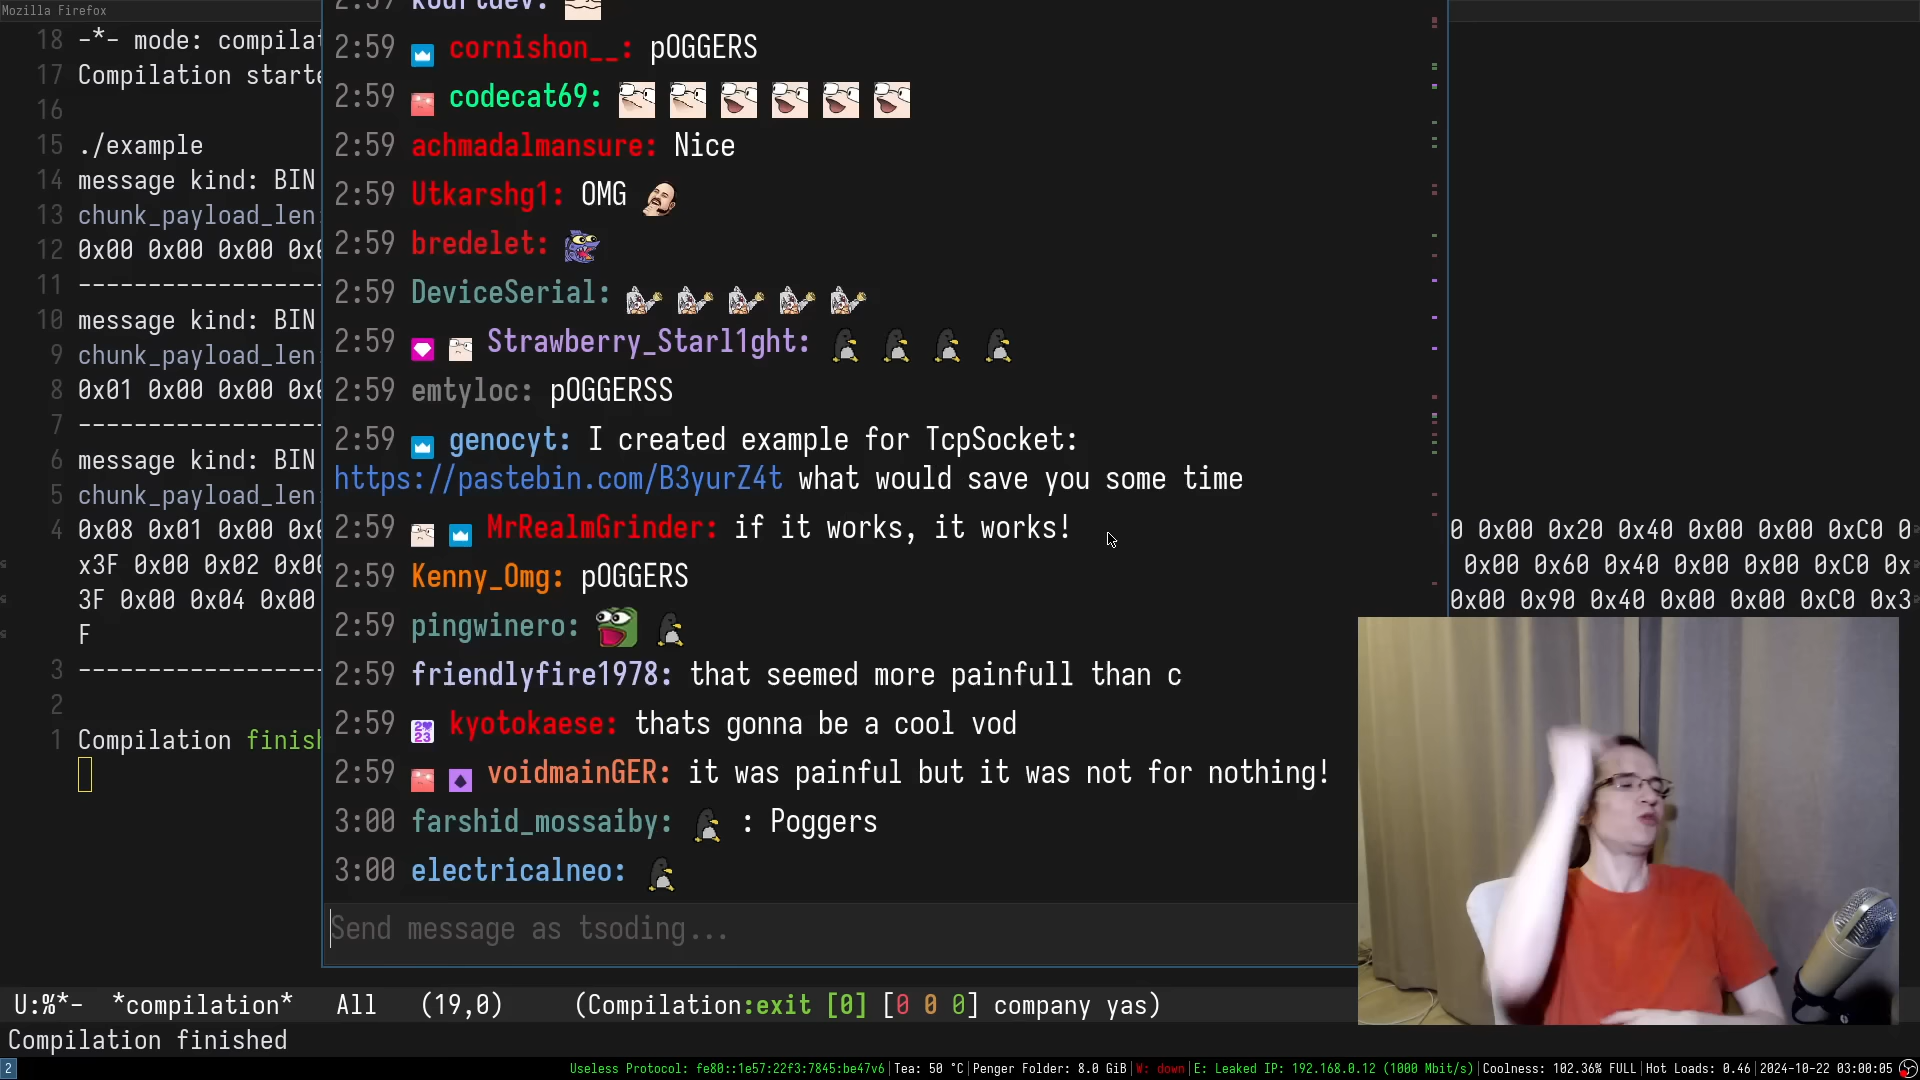 Mozilla Firefox
18 -*- mode: compilat
17 Compilation starte
16
15 ./example
14 message kind: BIN
13 chunk_payload_len:
12 0x00 0x00 0x00 0x0
11 ------------------
10 message kind: BIN
9 chunk_payload_len:
8 0x01 0x00 0x00 0x0
7 ------------------
6 message kind: BIN
5 chunk_payload_len:
4 0x08 0x01 0x00 0x0
x3F 0x00 0x02 0x00
3F 0x00 0x04 0x00
F
3 ------------------
2
1 Compilation finish
2:59 cornishon__: pOGGERS
2:59 codecat69:
2:59 achmadalmansure: Nice
2:59 Utkarshg1: OMG
2:59 bredelet:
2:59 DeviceSerial:
2:59 Strawberry_Starl1ght:
2:59 emtyloc: pOGGERSS
2:59 genocyt: I created example for TcpSocket:
https://pastebin.com/B3yurZ4t what would save you some time
2:59 MrRealmGrinder: if it works, it works!
2:59 Kenny_Omg: pOGGERS
2:59 pingwinero:
2:59 friendlyfire1978: that seemed more painfull than c
2:59 kyotokaese: thats gonna be a cool vod
2:59 voidmainGER: it was painful but it was not for nothing!
3:00 farshid_mossaiby: : Poggers
3:00 electricalneo:
Send message as tsoding...
0 0x00 0x20 0x40 0x00 0x00 0xC0 0
0x00 0x60 0x40 0x00 0x00 0xC0 0x
0x00 0x90 0x40 0x00 0x00 0xC0 0x3
U:%*- *compilation* All (19,0) (Compilation:exit [0] [0 0 0] company yas)
Compilation finished
2 Useless Protocol: fe80::1e57:22f3:7845:be47v6|Tea: 50 °C|Penger Folder: 8.0 GiB|W: down|E: Leaked IP: 192.168.0.12 (1000 Mbit/s)|Coolness: 102.36% FULL|Hot Loads: 0.46|2024-10-22 03:00:05